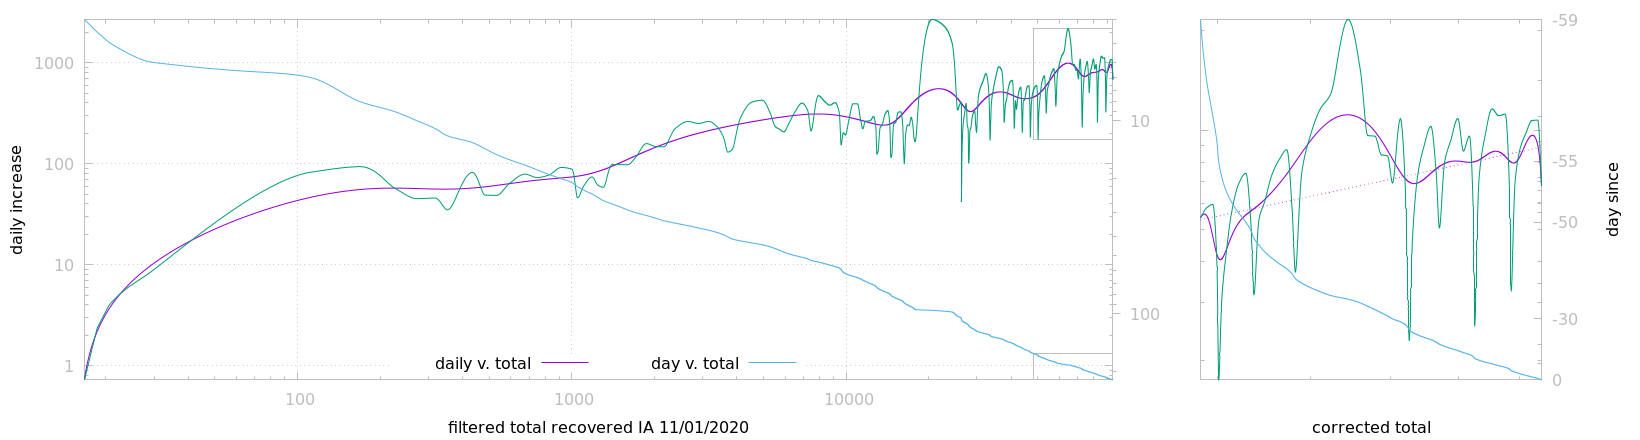 daily increase
1000
100
10
1
100
1000
10000
daily v. total
day v. total
filtered total recovered IA 11/01/2020
10
100
-59
-55
-50
-30
0
day since
corrected total